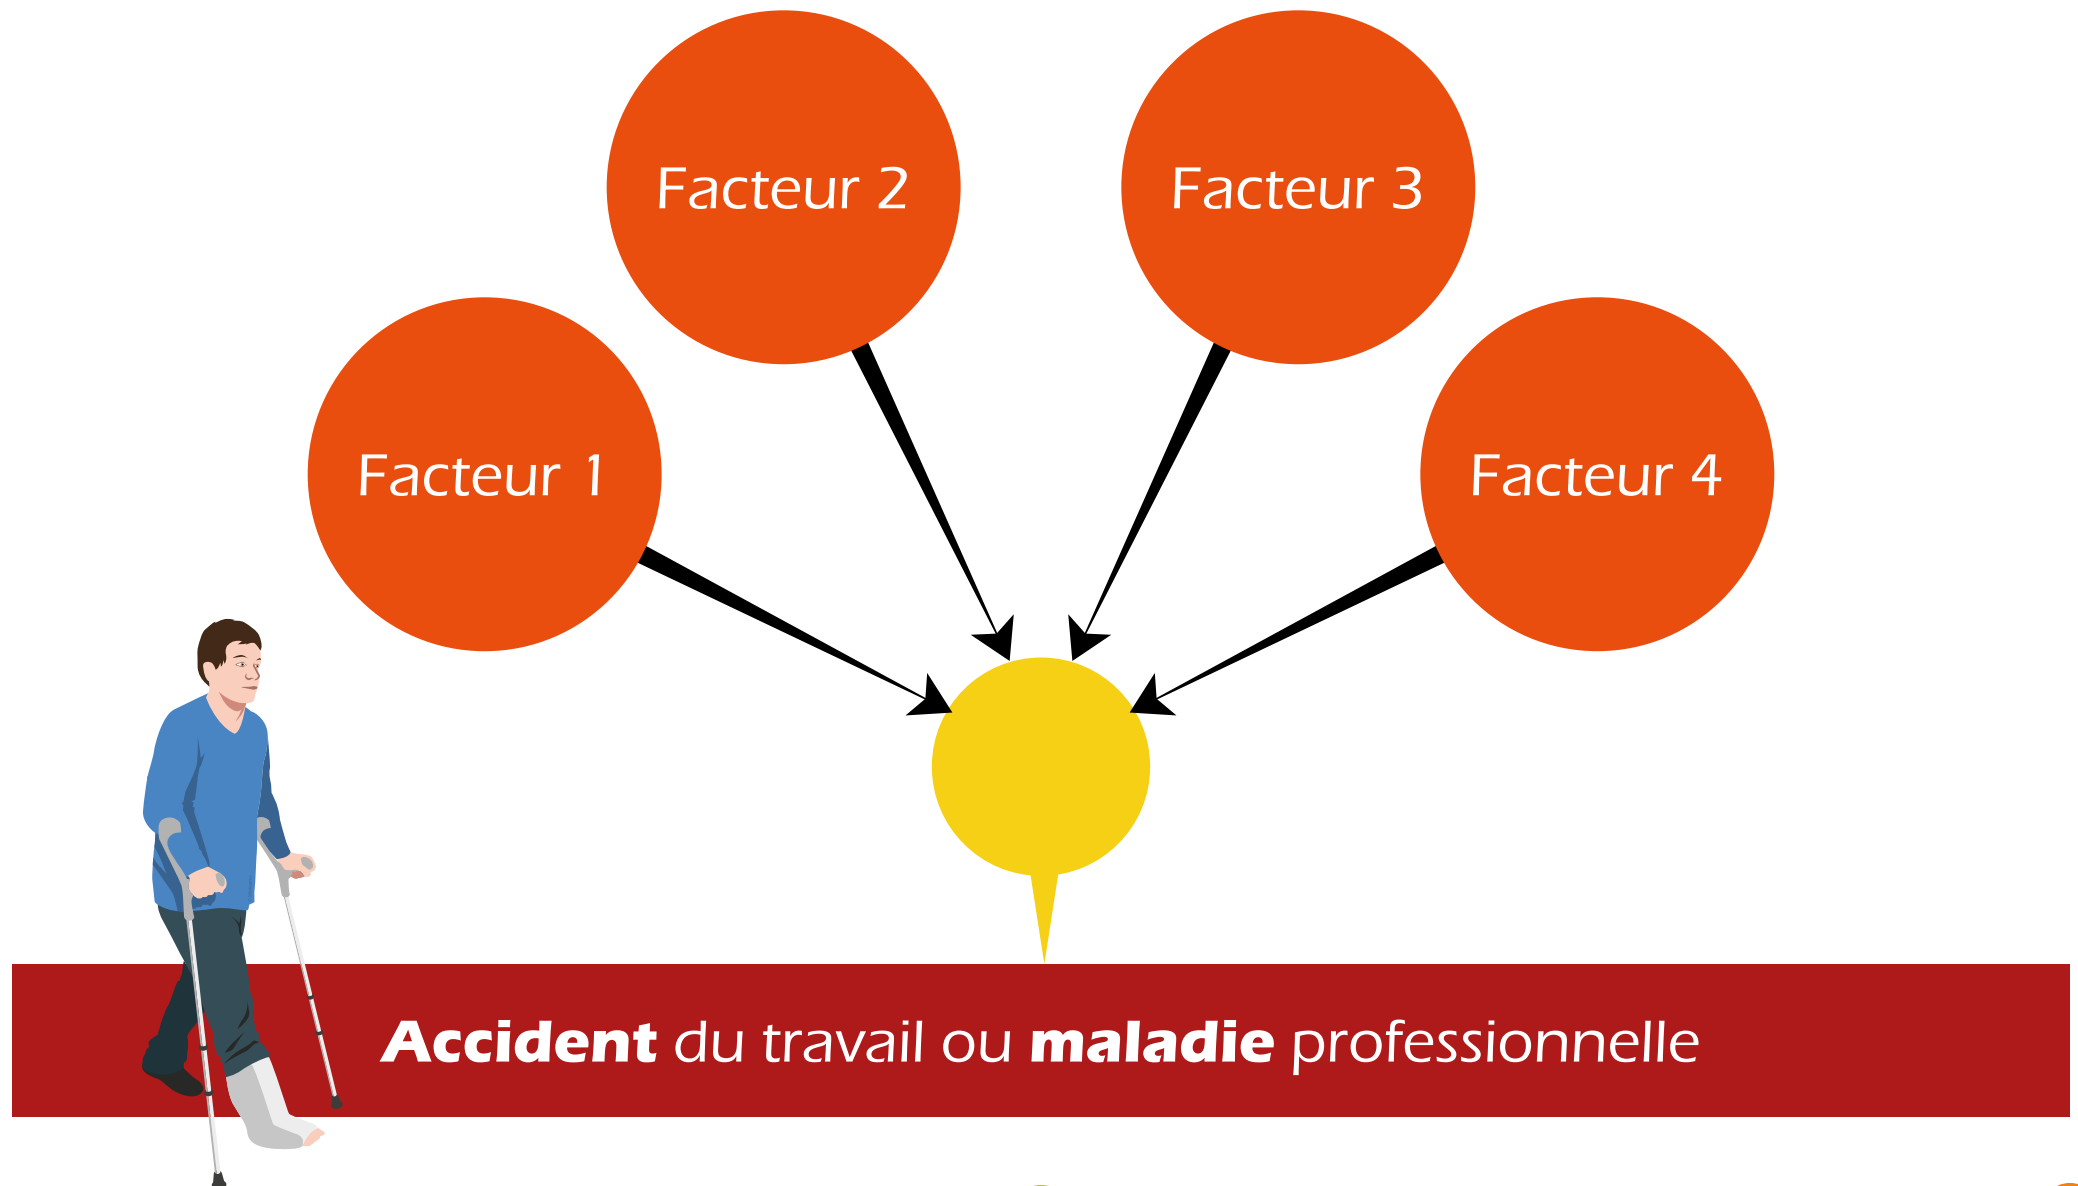 Facteur 2
Facteur 3
Facteur 1
Facteur 4
Accident du travail ou maladie professionnelle